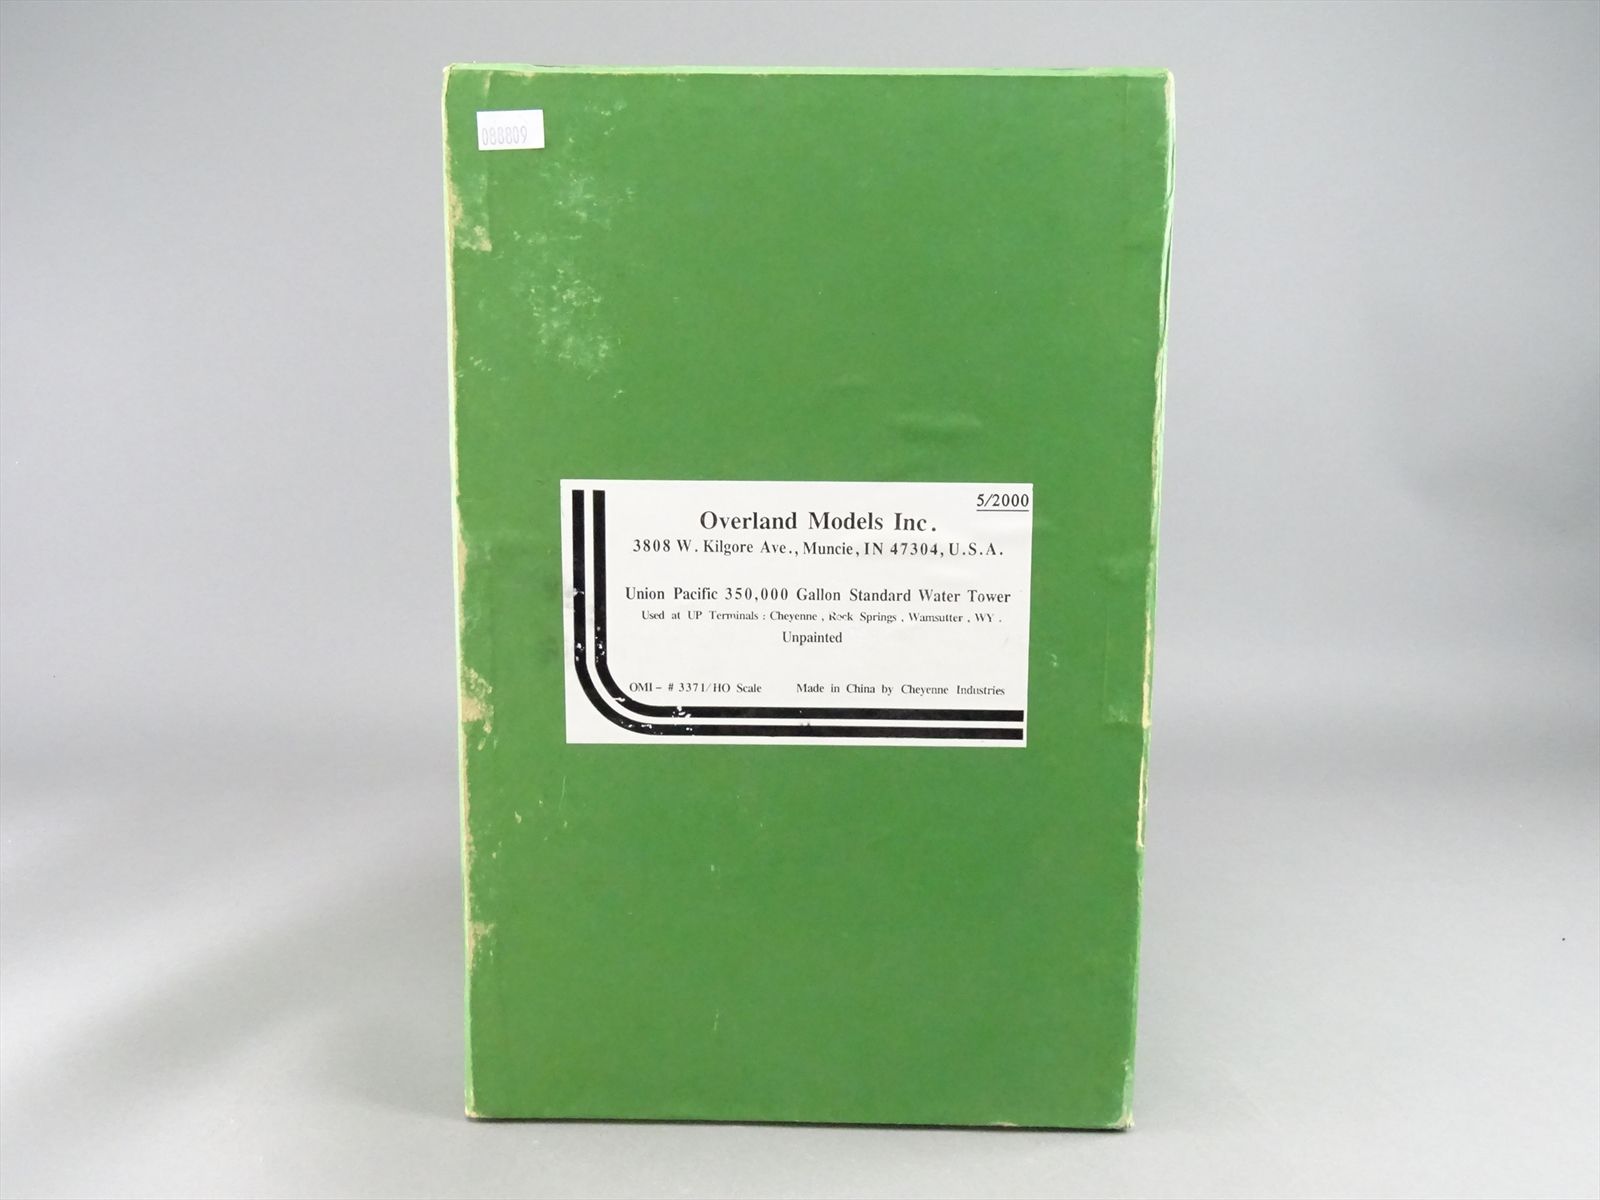 088809
5/2000
Overland Models Inc.
3808 W. Kilgore Ave., Muncie, IN 47304, U.S.A.
Union Pacific 350,000 Gallon Standard Water Tower
Used at UP Terminals : Cheyenne , Rock Springs , Wamsutter , WY .
Unpainted
OMI - # 3371/HO Scale Made in China by Cheyenne Industries